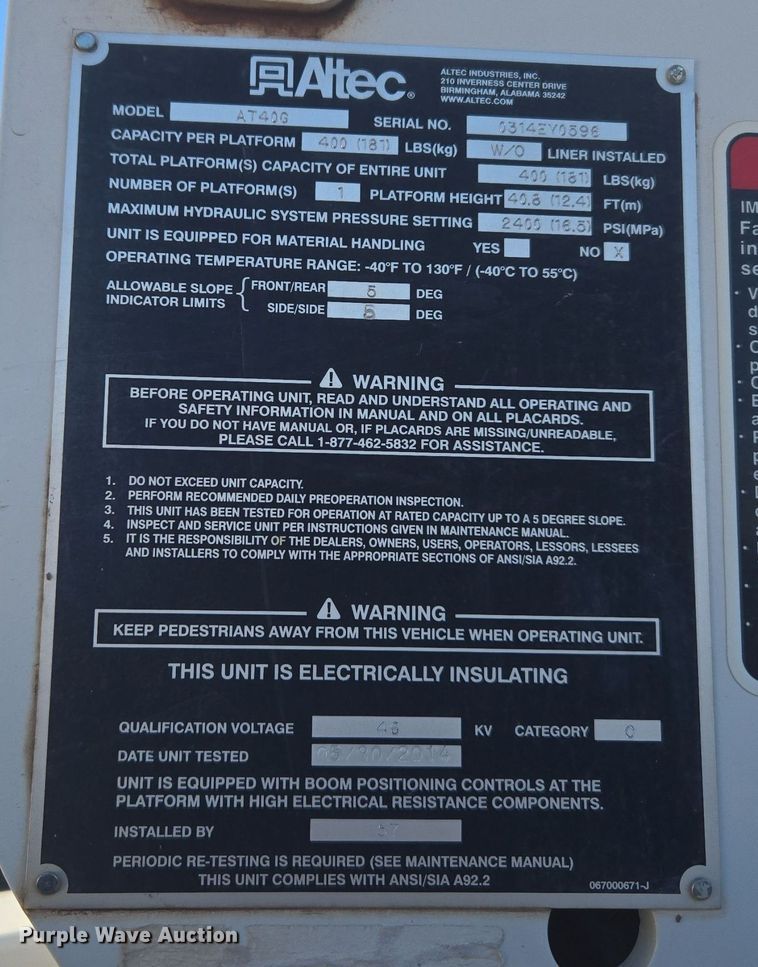 Altec®
ALTEC INDUSTRIES, INC.
210 INVERNESS CENTER DRIVE
BIRMINGHAM, ALABAMA 35242
WWW.ALTEC.COM
MODEL AT40G SERIAL NO. 0314EY0596
CAPACITY PER PLATFORM 400 (181) LBS(kg) W/O LINER INSTALLED
TOTAL PLATFORM(S) CAPACITY OF ENTIRE UNIT 400 (181) LBS(kg)
NUMBER OF PLATFORM(S) 1 PLATFORM HEIGHT 40.8 (12.4) FT(m)
MAXIMUM HYDRAULIC SYSTEM PRESSURE SETTING 2400 (16.5) PSI(MPa)
UNIT IS EQUIPPED FOR MATERIAL HANDLING YES NO X
OPERATING TEMPERATURE RANGE: -40°F TO 130°F / (-40°C TO 55°C)
ALLOWABLE SLOPE INDICATOR LIMITS
FRONT/REAR 5 DEG
SIDE/SIDE 5 DEG
WARNING
BEFORE OPERATING UNIT, READ AND UNDERSTAND ALL OPERATING AND
SAFETY INFORMATION IN MANUAL AND ON ALL PLACARDS.
IF YOU DO NOT HAVE MANUAL OR, IF PLACARDS ARE MISSING/UNREADABLE,
PLEASE CALL 1-877-462-5832 FOR ASSISTANCE.
1. DO NOT EXCEED UNIT CAPACITY.
2. PERFORM RECOMMENDED DAILY PREOPERATION INSPECTION.
3. THIS UNIT HAS BEEN TESTED FOR OPERATION AT RATED CAPACITY UP TO A 5 DEGREE SLOPE.
4. INSPECT AND SERVICE UNIT PER INSTRUCTIONS GIVEN IN MAINTENANCE MANUAL.
5. IT IS THE RESPONSIBILITY OF THE DEALERS, OWNERS, USERS, OPERATORS, LESSORS, LESSEES
AND INSTALLERS TO COMPLY WITH THE APPROPRIATE SECTIONS OF ANSI/SIA A92.2.
WARNING
KEEP PEDESTRIANS AWAY FROM THIS VEHICLE WHEN OPERATING UNIT.
THIS UNIT IS ELECTRICALLY INSULATING
QUALIFICATION VOLTAGE 46 KV CATEGORY C
DATE UNIT TESTED 05/30/2014
UNIT IS EQUIPPED WITH BOOM POSITIONING CONTROLS AT THE
PLATFORM WITH HIGH ELECTRICAL RESISTANCE COMPONENTS.
INSTALLED BY 57
PERIODIC RE-TESTING IS REQUIRED (SEE MAINTENANCE MANUAL)
THIS UNIT COMPLIES WITH ANSI/SIA A92.2
067000671-J
Purple Wave Auction